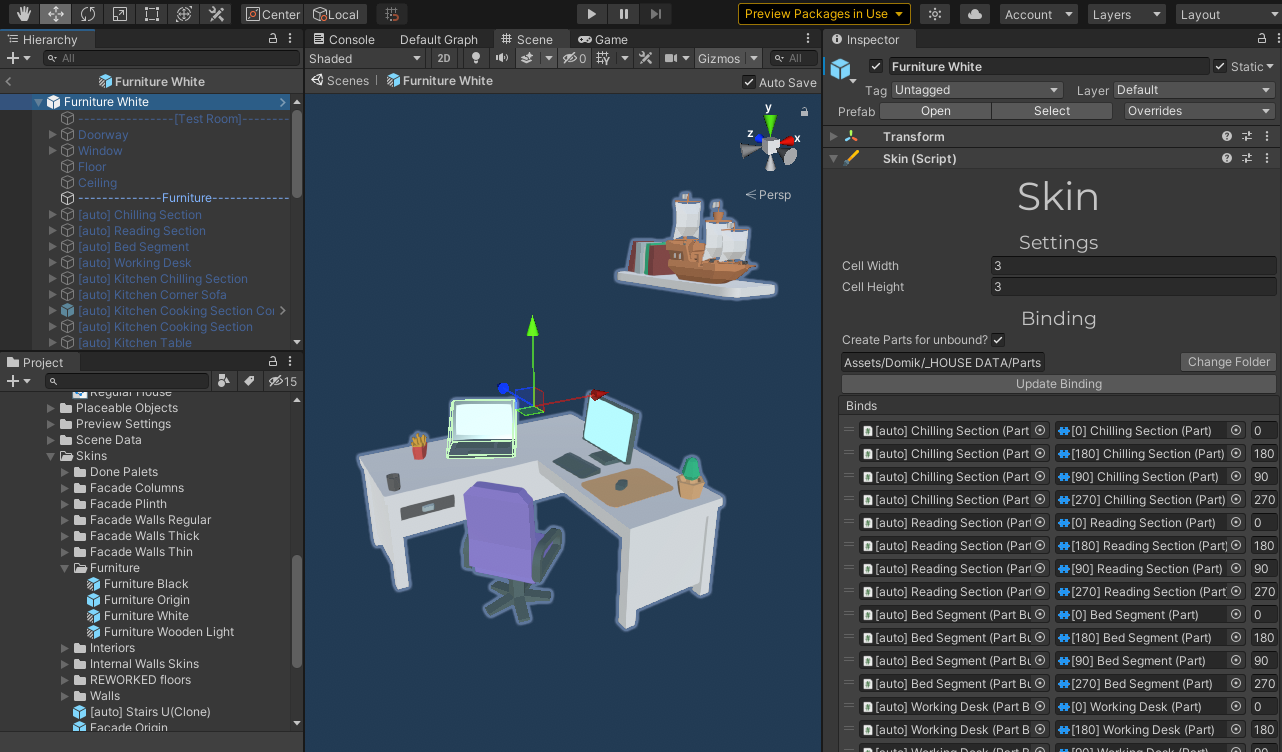 Center
Local
Preview Packages in Use
Account
Layers
Layout
Hierarchy
All
Furniture White
Furniture White
------------------[Test Room]--------
Doorway
Window
Floor
Ceiling
---------------Furniture-------------
[auto] Chilling Section
[auto] Reading Section
[auto] Bed Segment
[auto] Working Desk
[auto] Kitchen Chilling Section
[auto] Kitchen Corner Sofa
[auto] Kitchen Cooking Section Cor
[auto] Kitchen Cooking Section
[auto] Kitchen Table
Project
15
Regular House
Placeable Objects
Preview Settings
Scene Data
Skins
Done Palets
Facade Columns
Facade Plinth
Facade Walls Regular
Facade Walls Thick
Facade Walls Thin
Furniture
Furniture Black
Furniture Origin
Furniture White
Furniture Wooden Light
Interiors
Internal Walls Skins
REWORKED floors
Walls
[auto] Stairs U(Clone)
Facade Origin
Console
Default Graph
Scene
Game
Shaded
2D
0
Gizmos
All
Scenes
Furniture White
Auto Save
y
z
x
Persp
Inspector
Furniture White
Static
Tag
Untagged
Layer
Default
Prefab
Open
Select
Overrides
Transform
Skin (Script)
Skin
Settings
Cell Width
3
Cell Height
3
Binding
Create Parts for unbound?
Assets/Domik/_HOUSE DATA/Parts
Change Folder
Update Binding
Binds
[auto] Chilling Section (Part
[0] Chilling Section (Part)
0
[auto] Chilling Section (Part
[180] Chilling Section (Part)
180
[auto] Chilling Section (Part
[90] Chilling Section (Part)
90
[auto] Chilling Section (Part
[270] Chilling Section (Part)
270
[auto] Reading Section (Part
[0] Reading Section (Part)
0
[auto] Reading Section (Part
[180] Reading Section (Part)
180
[auto] Reading Section (Part
[90] Reading Section (Part)
90
[auto] Reading Section (Part
[270] Reading Section (Part)
270
[auto] Bed Segment (Part Bu
[0] Bed Segment (Part)
0
[auto] Bed Segment (Part Bu
[180] Bed Segment (Part)
180
[auto] Bed Segment (Part Bu
[90] Bed Segment (Part)
90
[auto] Bed Segment (Part Bu
[270] Bed Segment (Part)
270
[auto] Working Desk (Part B
[0] Working Desk (Part)
0
[auto] Working Desk (Part B
[180] Working Desk (Part)
180
[auto] Working Desk (Part B
[90] Working Desk (Part)
90